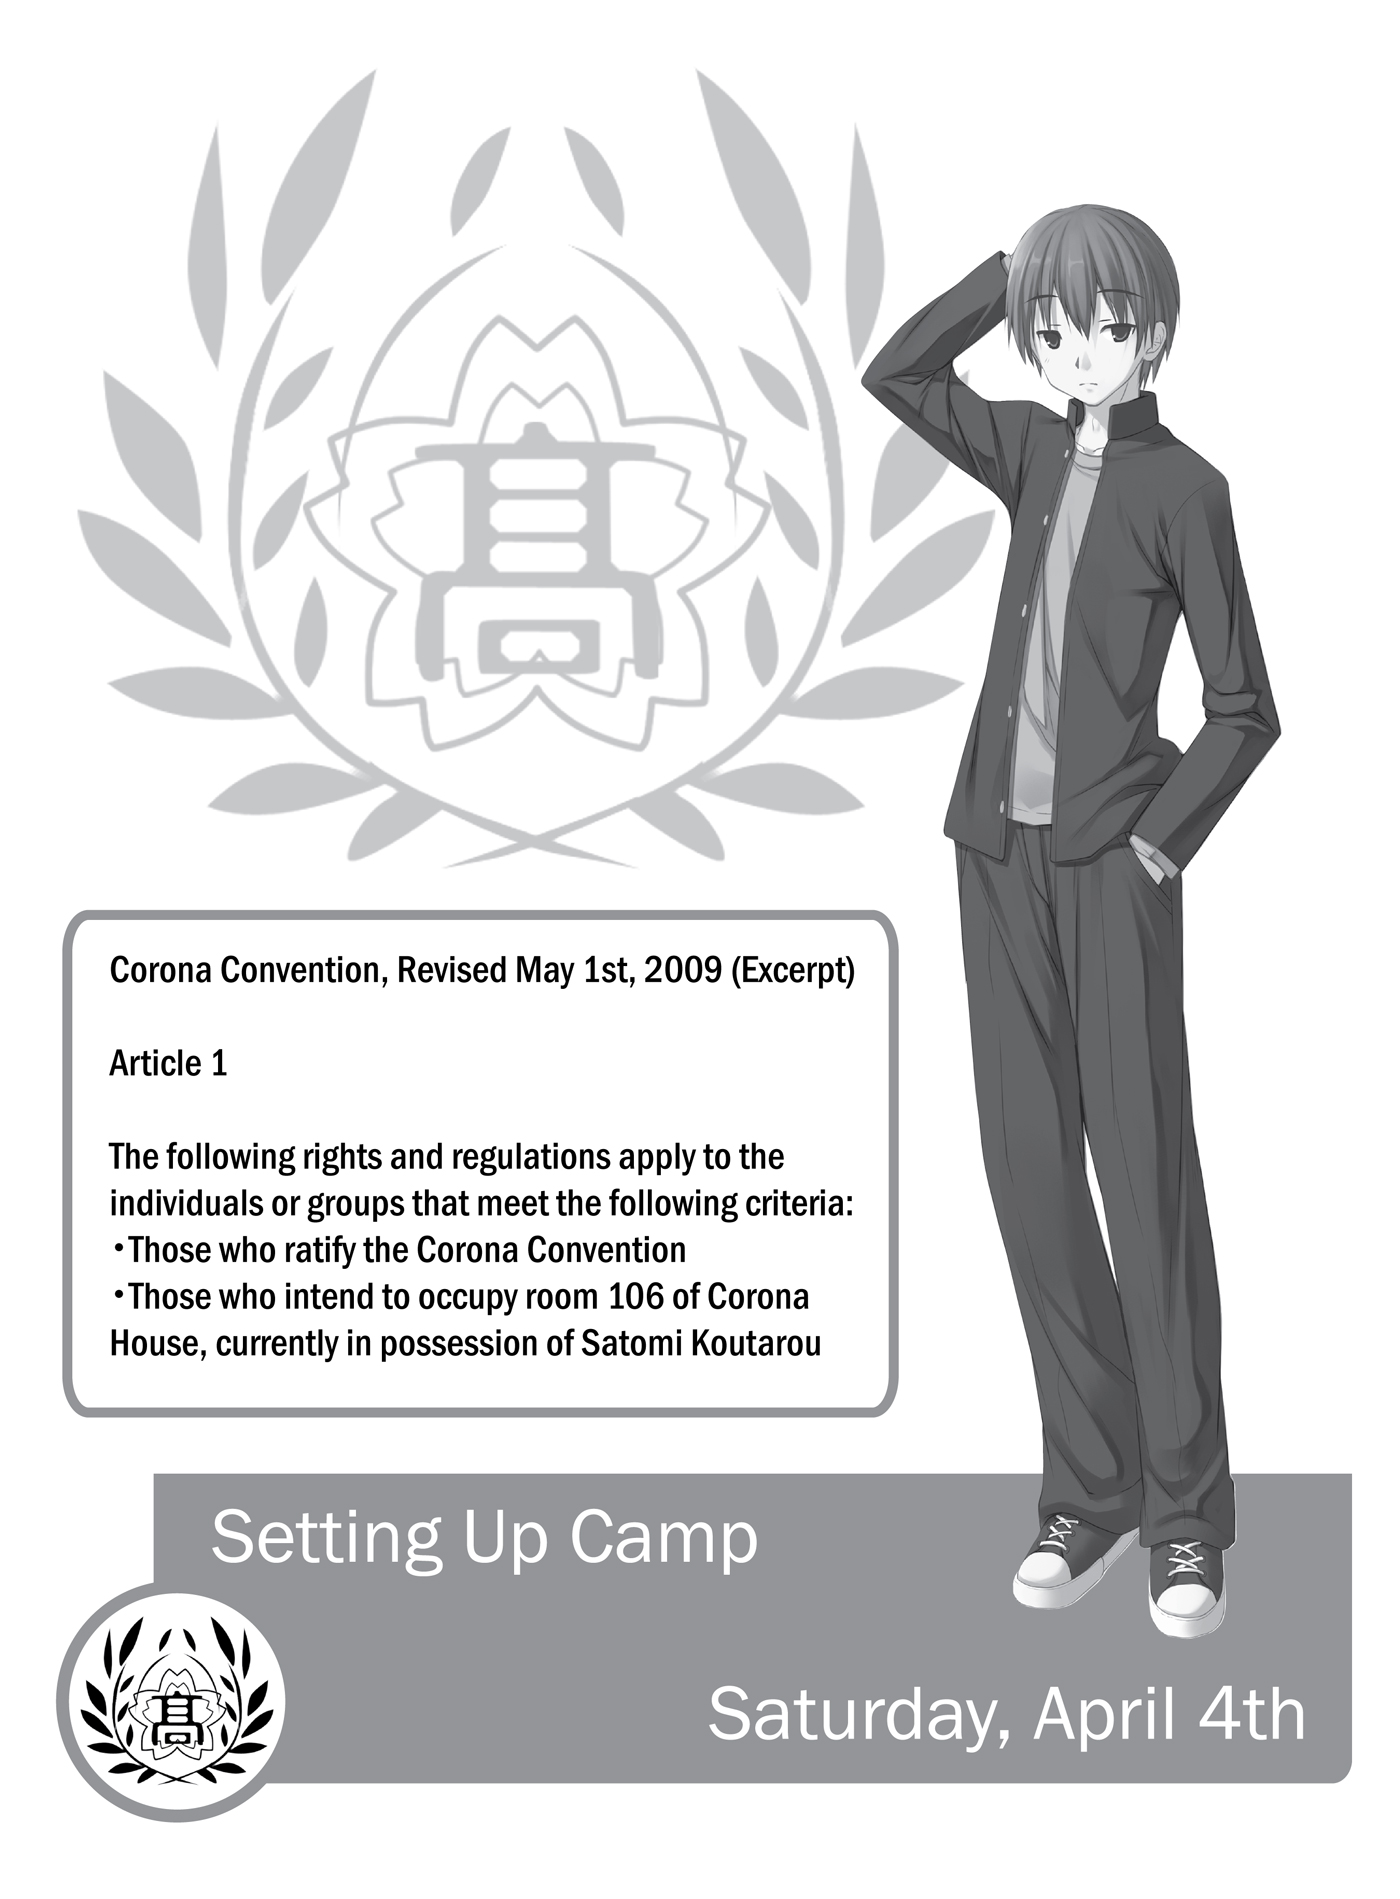 髙
Corona Convention, Revised May 1st, 2009 (Excerpt)
Article 1
The following rights and regulations apply to the
individuals or groups that meet the following criteria:
・Those who ratify the Corona Convention
・Those who intend to occupy room 106 of Corona
House, currently in possession of Satomi Koutarou
Setting Up Camp
髙
Saturday, April 4th